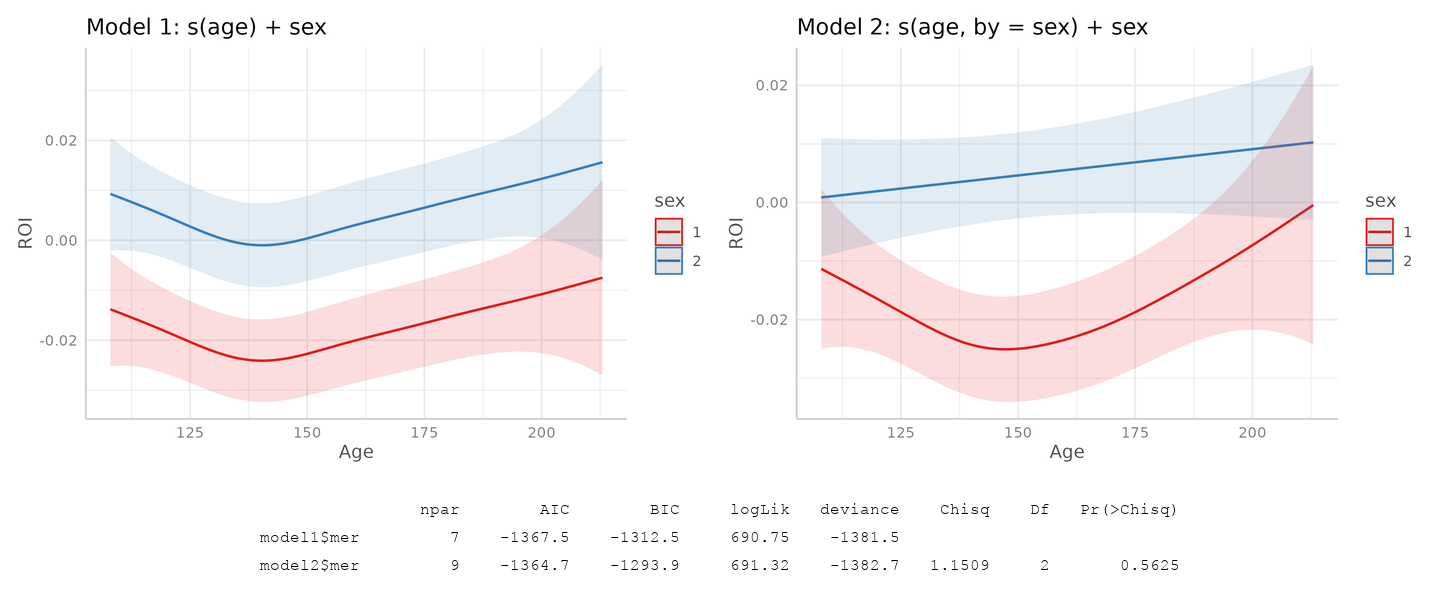 Model 1: s(age) + sex
ROI
0.02
0.00
-0.02
125 150 175 200
Age
sex
1
2
Model 2: s(age, by = sex) + sex
ROI
0.02
0.00
-0.02
125 150 175 200
Age
sex
1
2
npar AIC BIC logLik deviance Chisq Df Pr(>Chisq)
model1$mer 7 -1367.5 -1312.5 690.75 -1381.5
model2$mer 9 -1364.7 -1293.9 691.32 -1382.7 1.1509 2 0.5625